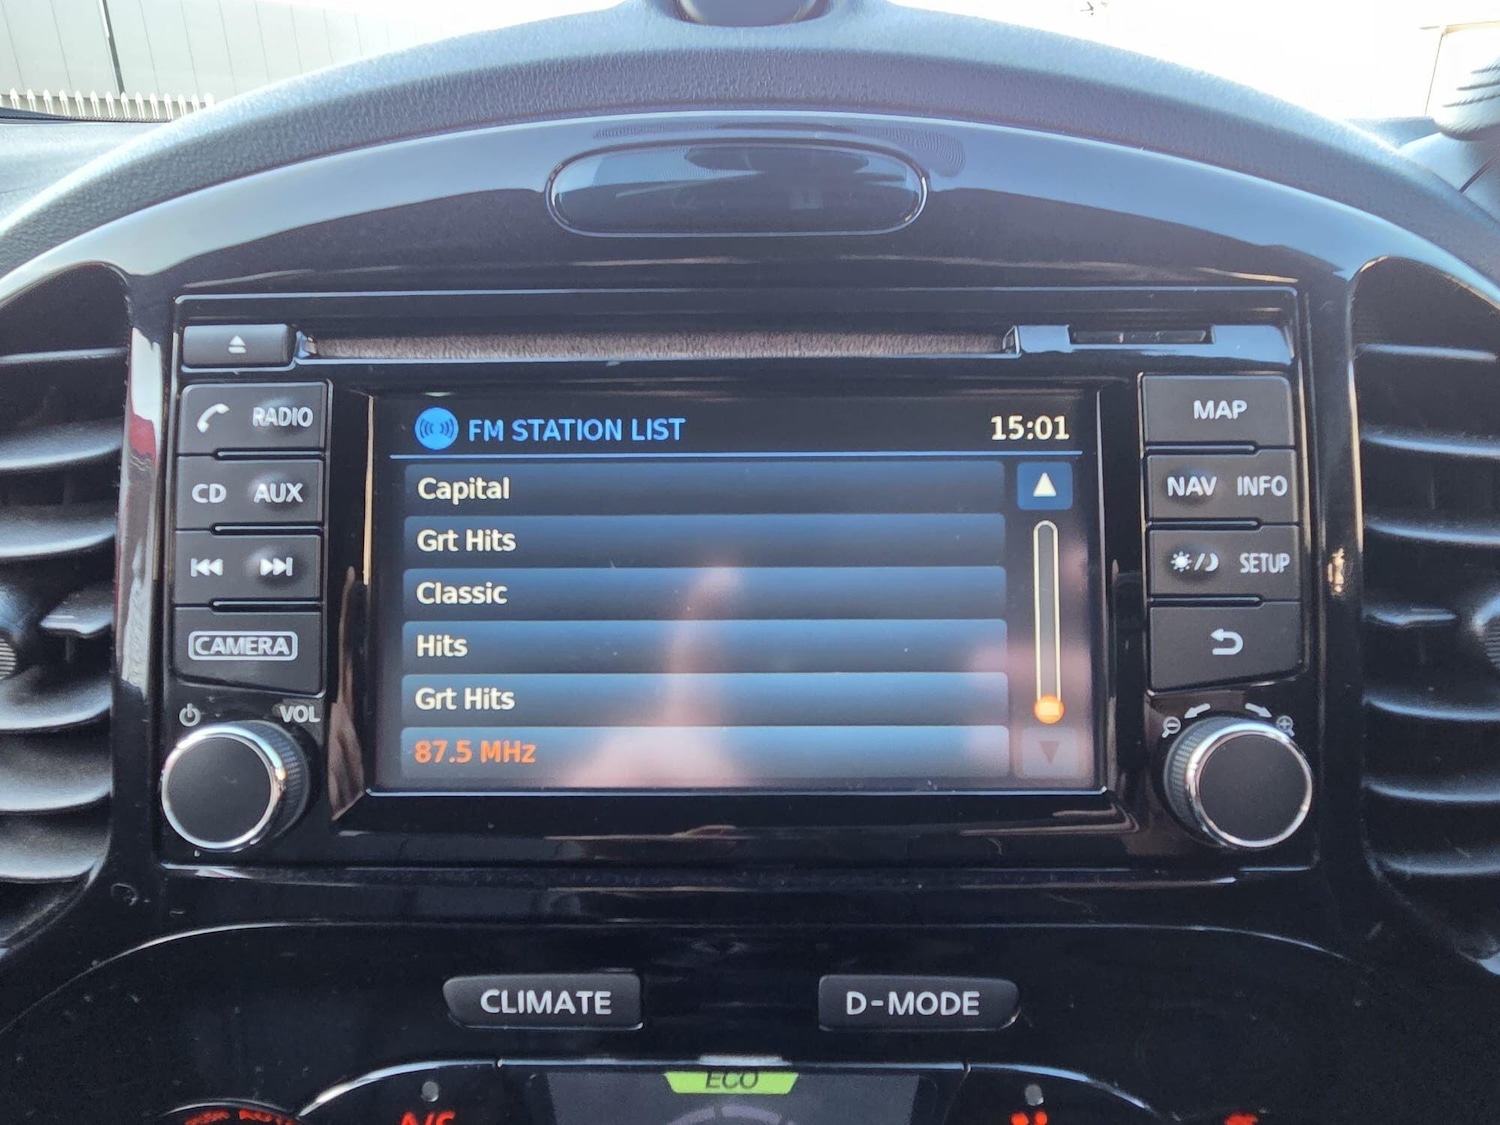 RADIO
CD AUX
CAMERA
VOL
FM STATION LIST 15:01
Capital
Grt Hits
Classic
Hits
Grt Hits
87.5 MHz
MAP
NAV INFO
SETUP
CLIMATE D-MODE
ECO
A/C